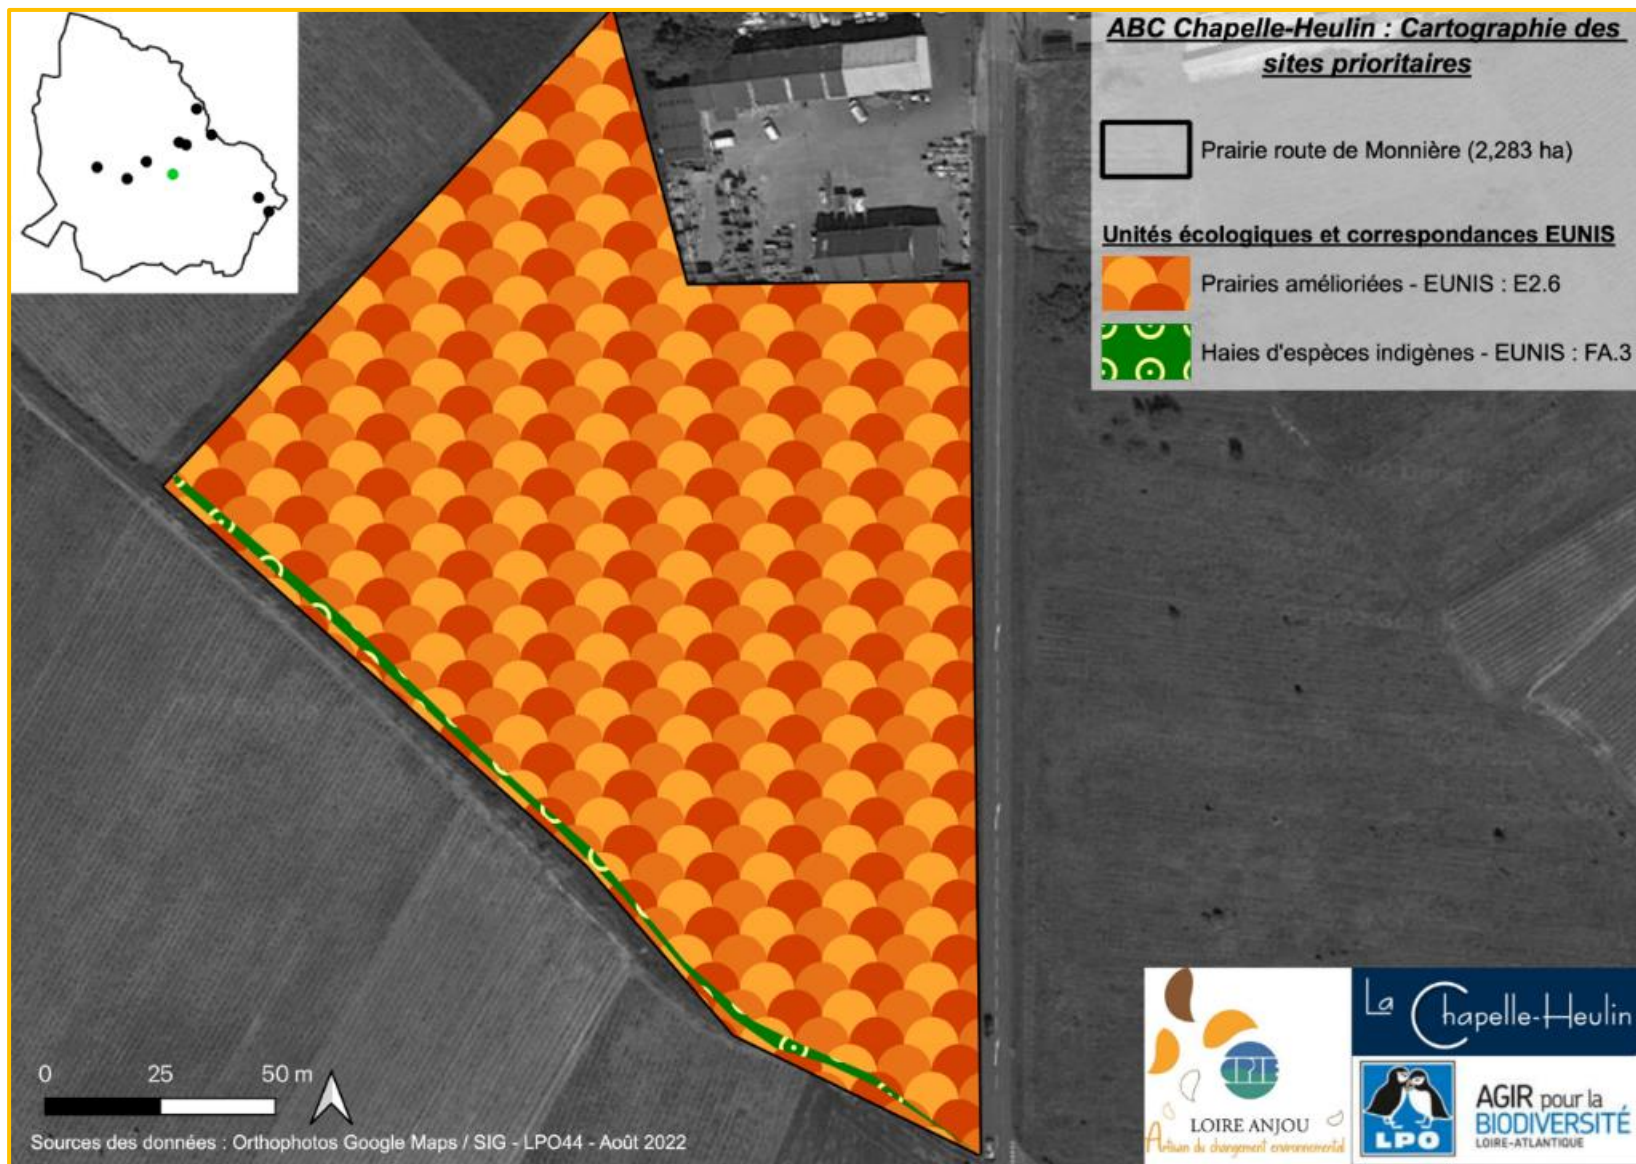 ABC Chapelle-Heulin : Cartographie des
sites prioritaires
Prairie route de Monnière (2,283 ha)
Unités écologiques et correspondances EUNIS
Prairies améliorées - EUNIS : E2.6
Haies d'espèces indigènes - EUNIS : FA.3
0 25 50 m
Sources des données : Orthophotos Google Maps / SIG - LPO44 - Août 2022
CPIE
LOIRE ANJOU
Artisan du changement environnemental
La Chapelle-Heulin
LPO
AGIR pour la
BIODIVERSITÉ
LOIRE-ATLANTIQUE